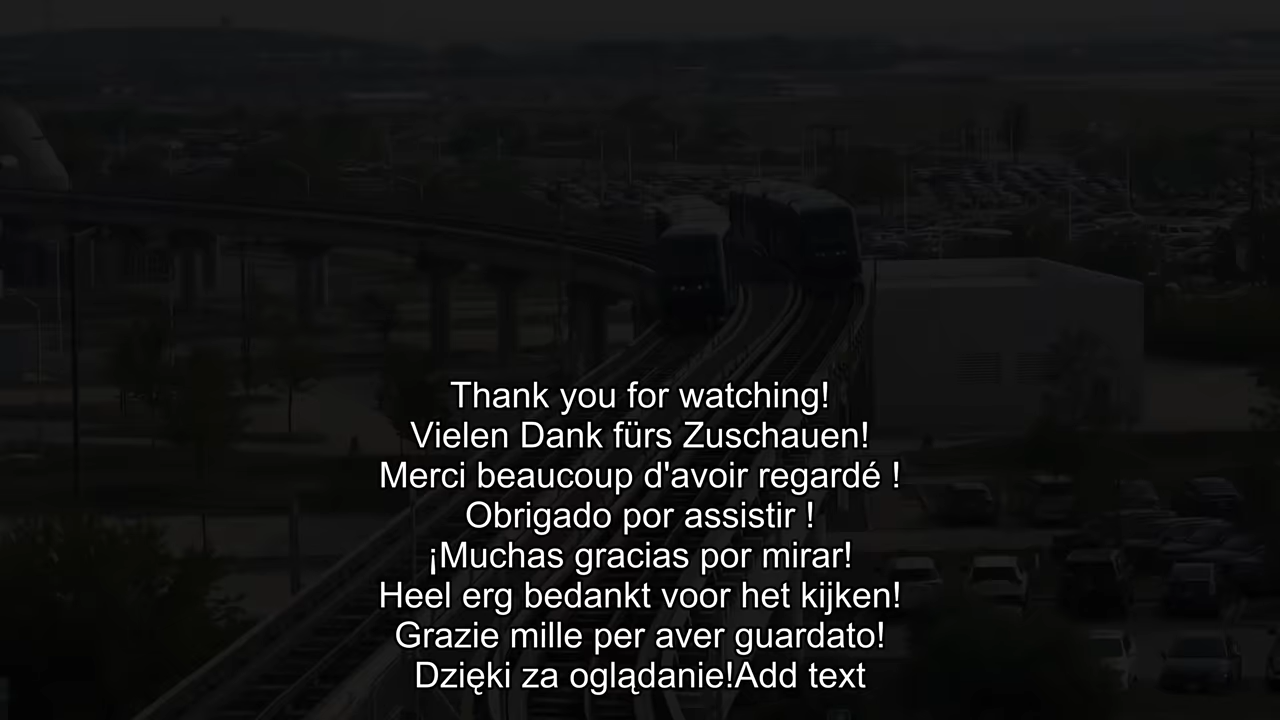 Thank you for watching!
Vielen Dank fürs Zuschauen!
Merci beaucoup d'avoir regardé !
Obrigado por assistir !
¡Muchas gracias por mirar!
Heel erg bedankt voor het kijken!
Grazie mille per aver guardato!
Dzięki za oglądanie!Add text